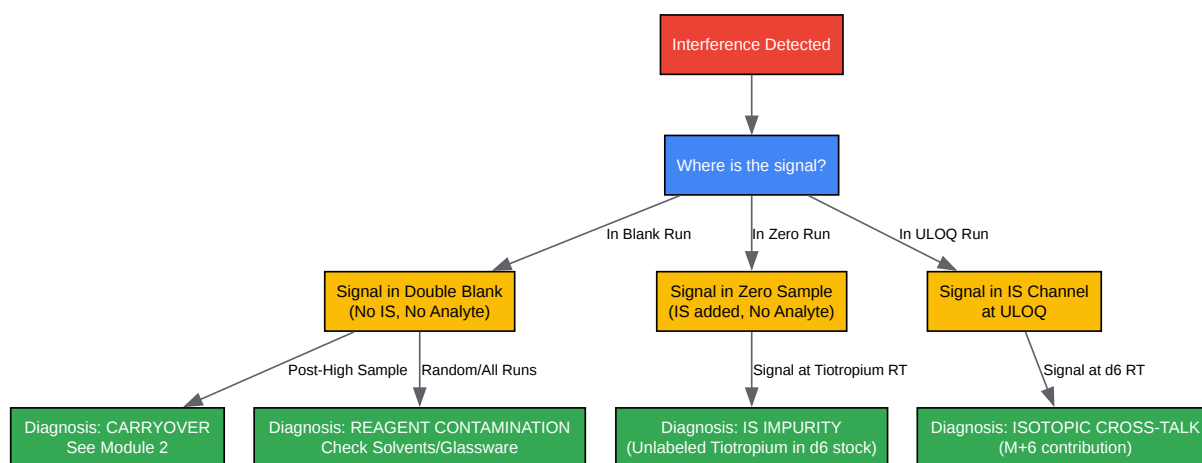 Interference Detected
Where is the signal?
In Blank Run
In Zero Run
In ULOQ Run
Signal in Double Blank
(No IS, No Analyte)
Signal in Zero Sample
(IS added, No Analyte)
Signal in IS Channel
at ULOQ
Post-High Sample
Random/All Runs
Signal at Tiotropium RT
Signal at d6 RT
Diagnosis: CARRYOVER
See Module 2
Diagnosis: REAGENT CONTAMINATION
Check Solvents/Glassware
Diagnosis: IS IMPURITY
(Unlabeled Tiotropium in d6 stock)
Diagnosis: ISOTOPIC CROSS-TALK
(M+6 contribution)